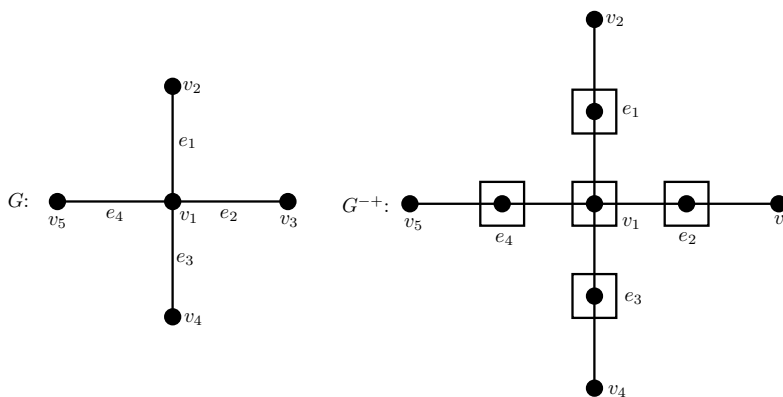 v₂
v₂
e₁
e₁
G:
e₄
v₁
e₂
v₅
v₃
G⁻⁺:
v₅
e₄
v₁
e₂
v
e₃
e₃
v₄
v₄